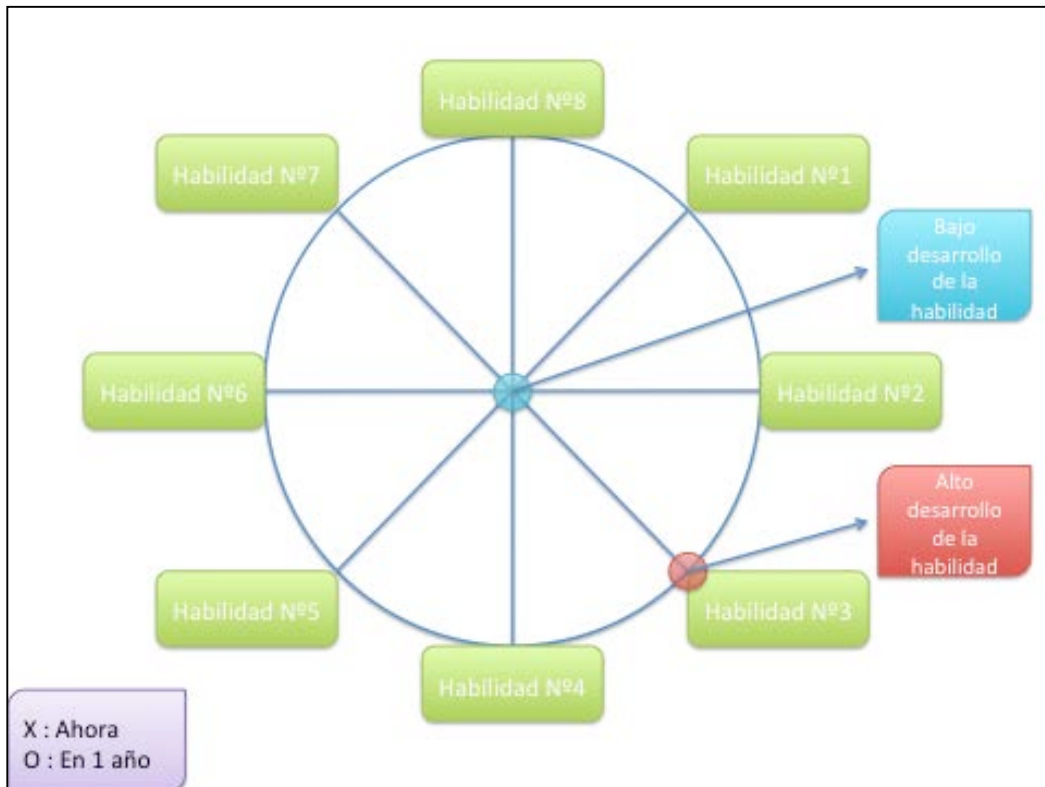 Habilidad Nº8
Habilidad Nº7
Habilidad Nº1
Bajo
desarrollo
de la
habilidad
Habilidad Nº6
Habilidad Nº2
Alto
desarrollo
de la
habilidad
Habilidad Nº5
Habilidad Nº3
Habilidad Nº4
X : Ahora
O : En 1 año